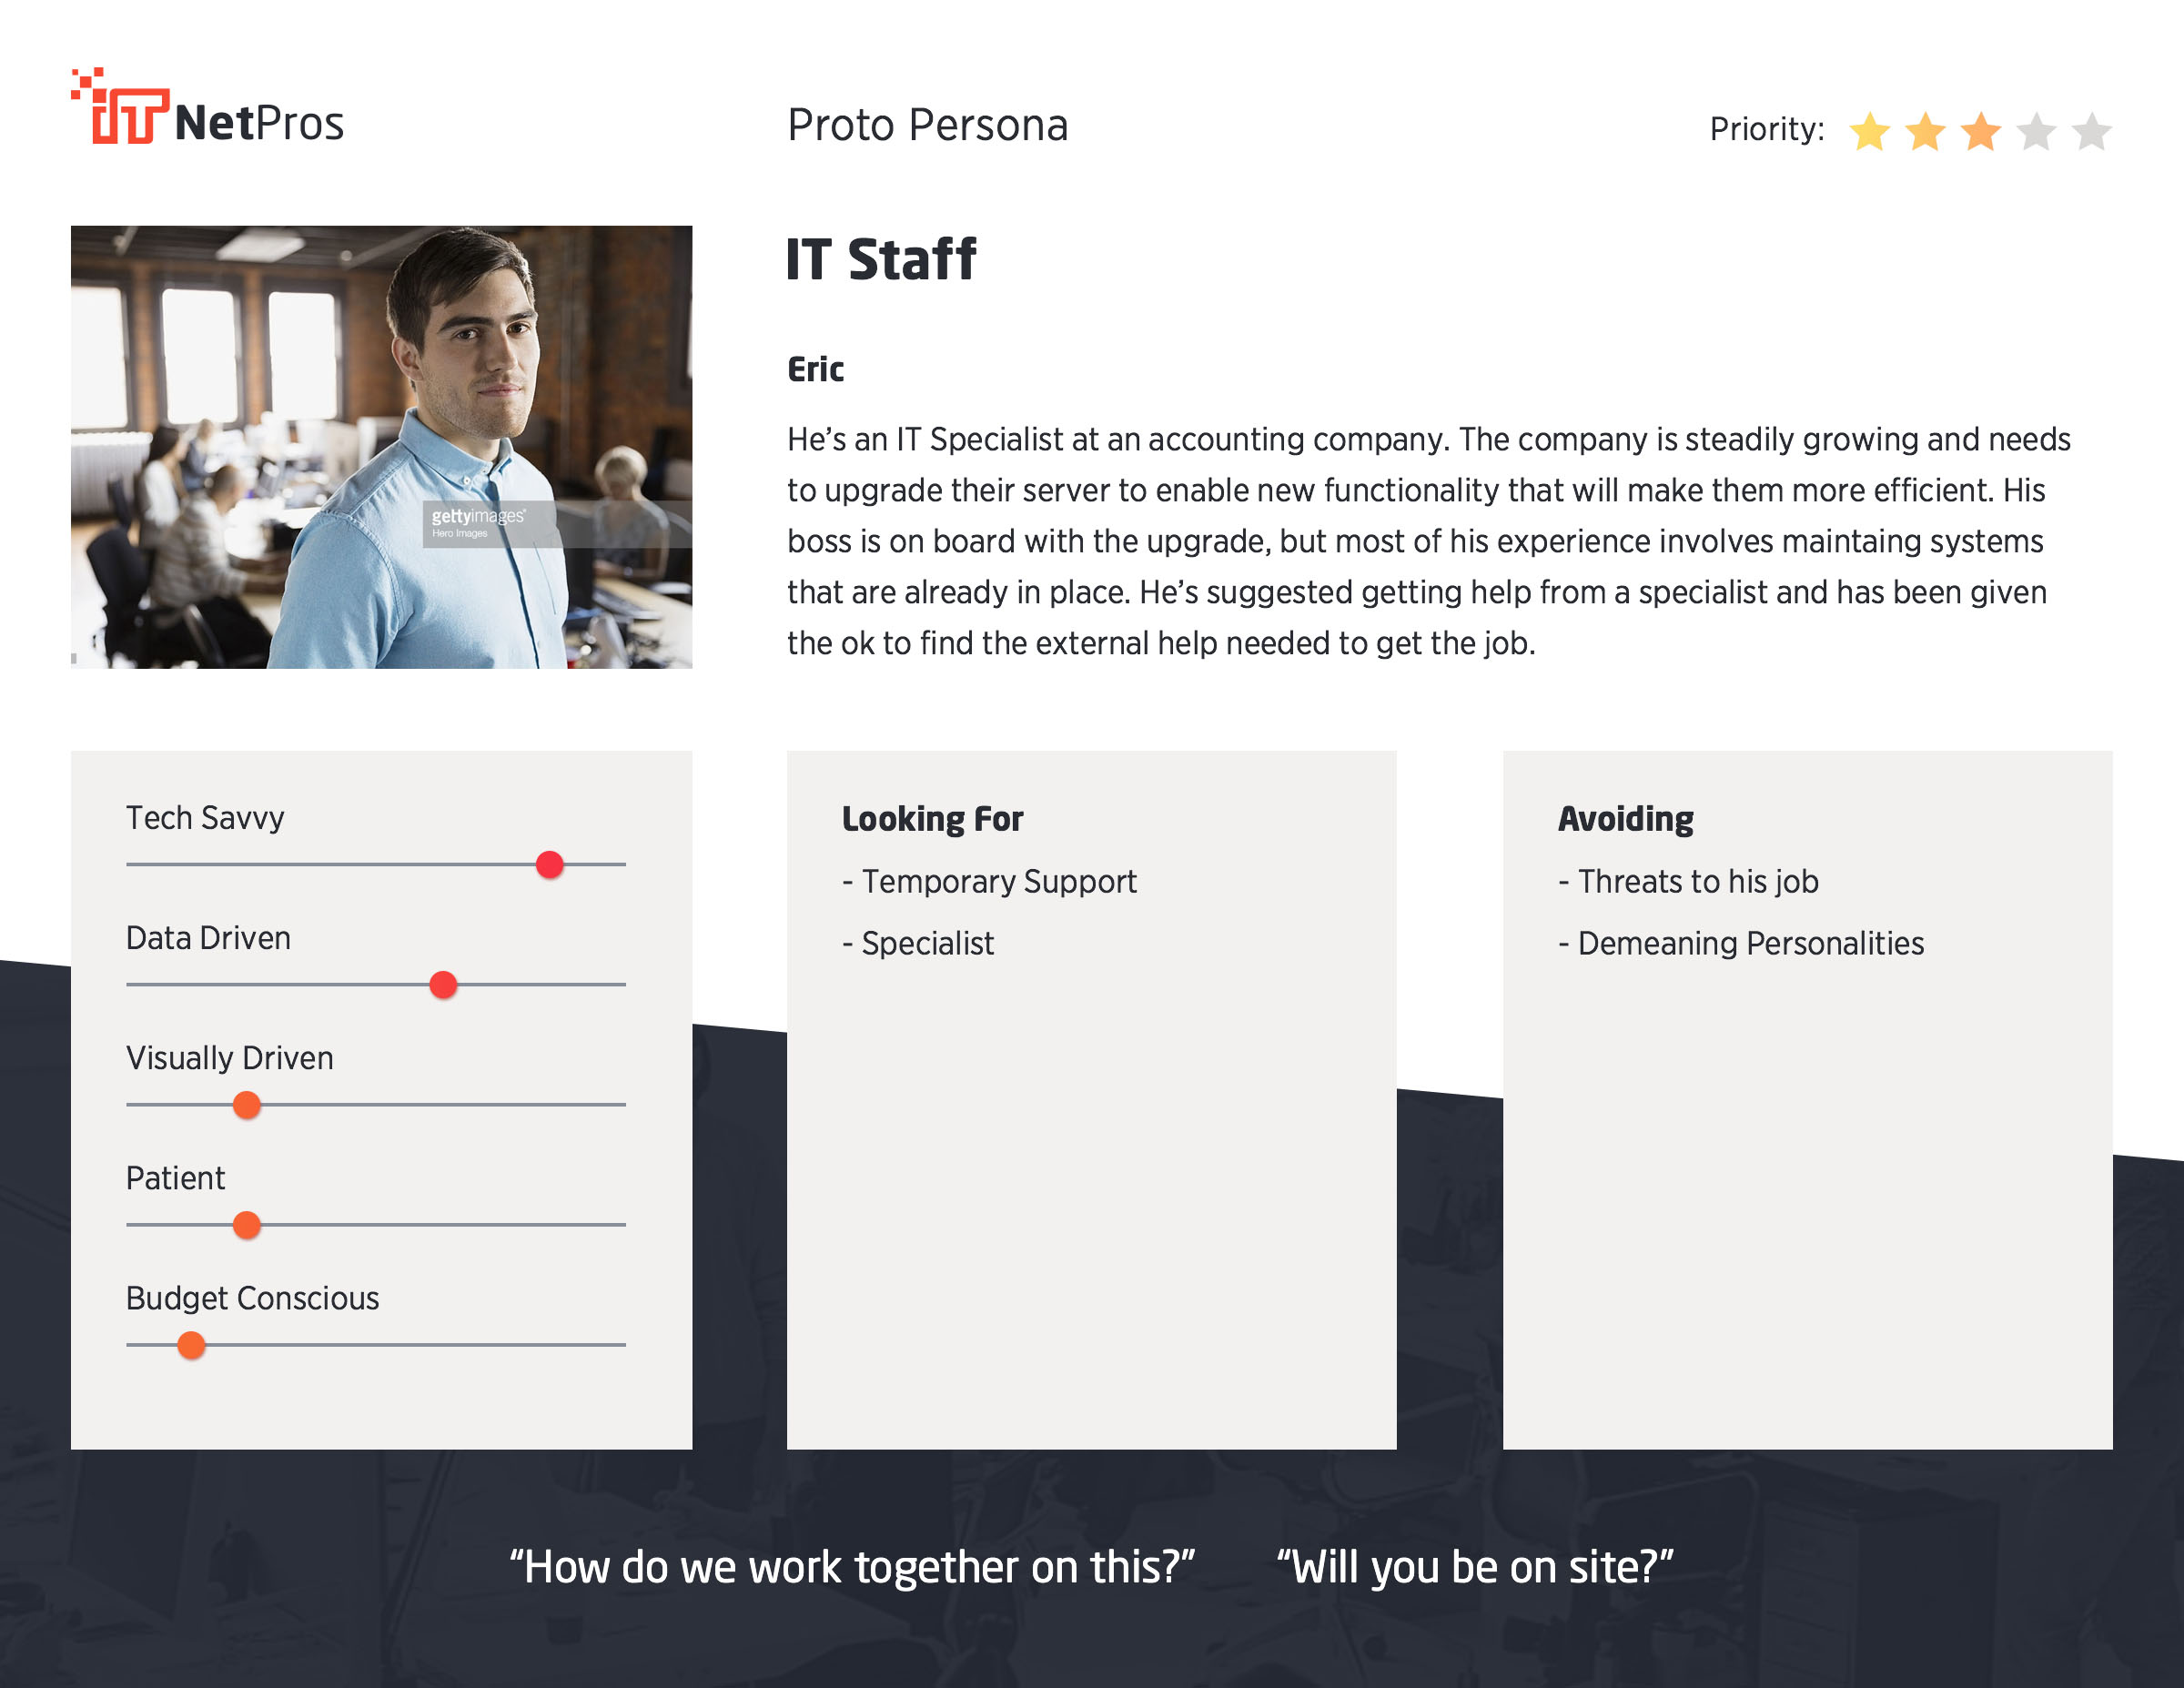 iT NetPros
Proto Persona
Priority:
IT Staff
Eric
He’s an IT Specialist at an accounting company. The company is steadily growing and needs
to upgrade their server to enable new functionality that will make them more efficient. His
boss is on board with the upgrade, but most of his experience involves maintaing systems
that are already in place. He’s suggested getting help from a specialist and has been given
the ok to find the external help needed to get the job.
gettyimages®
Hero Images
Tech Savvy
Data Driven
Visually Driven
Patient
Budget Conscious
Looking For
- Temporary Support
- Specialist
Avoiding
- Threats to his job
- Demeaning Personalities
“How do we work together on this?”
“Will you be on site?”